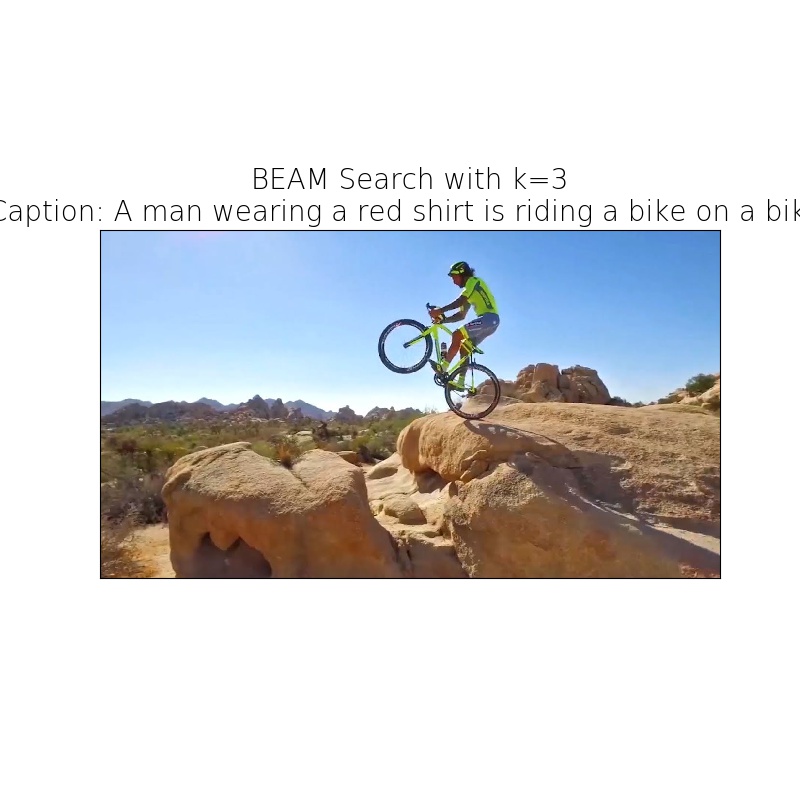 BEAM Search with k=3
Caption: A man wearing a red shirt is riding a bike on a bik